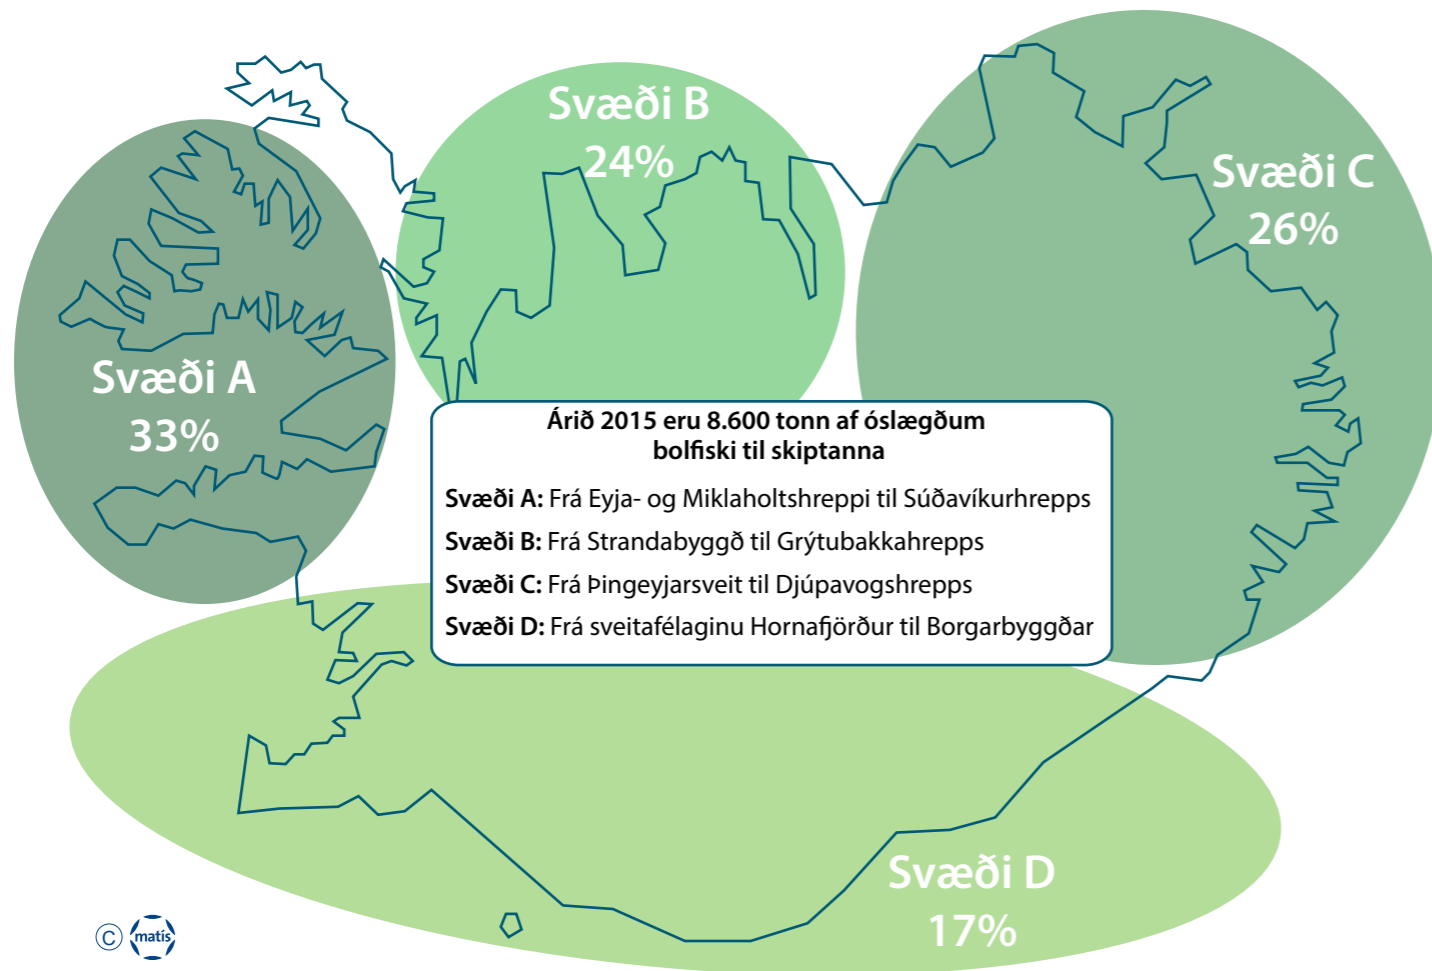 Svæði B
24%
Svæði C
26%
Svæði A
33%
Árið 2015 eru 8.600 tonn af óslægðum
bolfiski til skiptanna
Svæði A: Frá Eyja- og Miklaholtshreppi til Súðavíkurhrepps
Svæði B: Frá Strandabyggð til Grýtubakkahrepps
Svæði C: Frá Þingeyjarsveit til Djúpavogshrepps
Svæði D: Frá sveitafélaginu Hornafjörður til Borgarbyggðar
Svæði D
17%
© matís